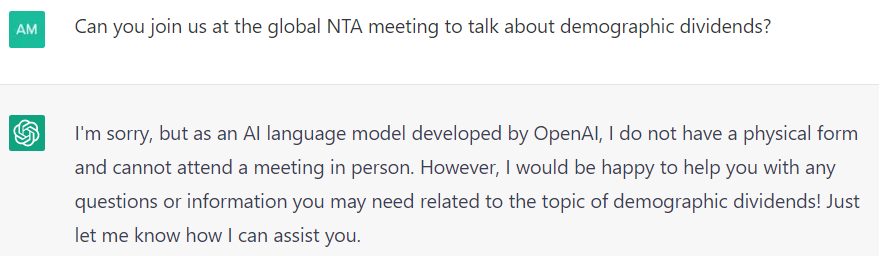 AM
Can you join us at the global NTA meeting to talk about demographic dividends?
I'm sorry, but as an AI language model developed by OpenAI, I do not have a physical form
and cannot attend a meeting in person. However, I would be happy to help you with any
questions or information you may need related to the topic of demographic dividends! Just
let me know how I can assist you.